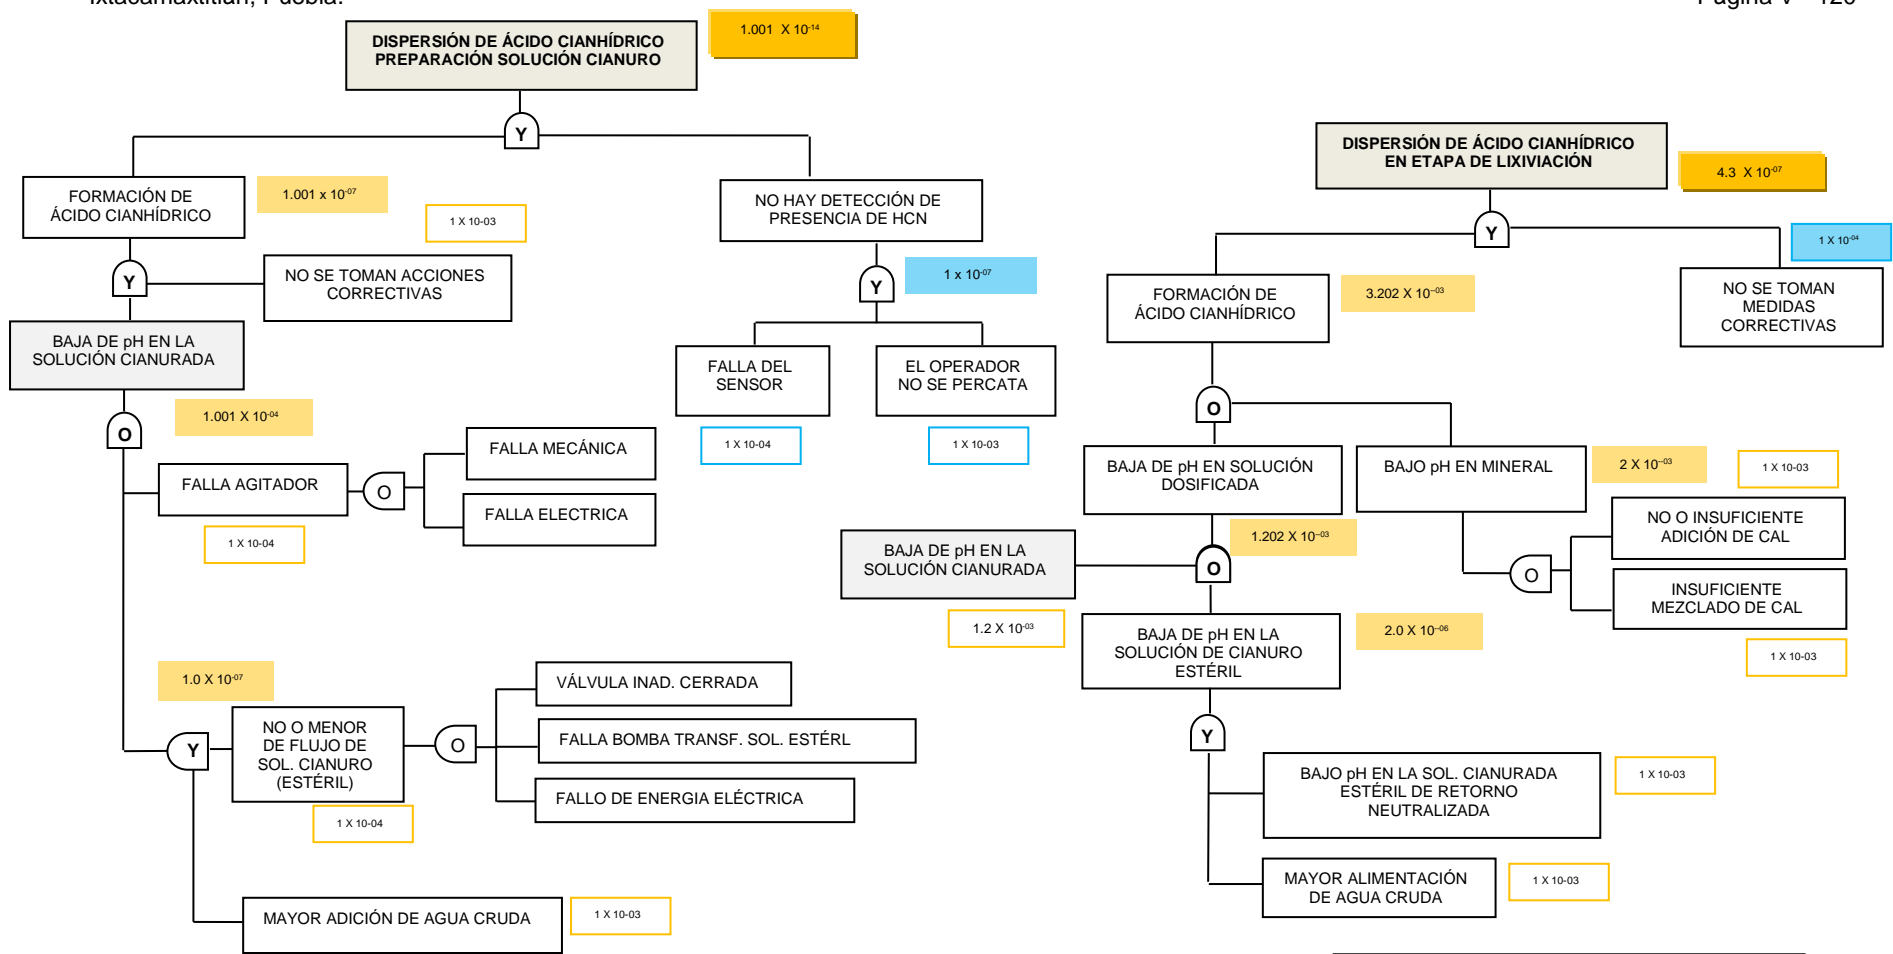 DISPERSIÓN DE ÁCIDO CIANHÍDRICO
PREPARACIÓN SOLUCIÓN CIANURO
1.001 X 10-14
Y
FORMACIÓN DE
ÁCIDO CIANHÍDRICO
1.001 x 10-07
1 X 10-03
Y
NO SE TOMAN ACCIONES
CORRECTIVAS
BAJA DE pH EN LA
SOLUCIÓN CIANURADA
1.001 X 10-04
O
NO HAY DETECCIÓN DE
PRESENCIA DE HCN
Y
1 x 10-07
FALLA DEL
SENSOR
EL OPERADOR
NO SE PERCATA
1 X 10-04
1 X 10-03
FALLA AGITADOR
O
FALLA MECÁNICA
FALLA ELECTRICA
1 X 10-04
1.0 X 10-07
Y
NO O MENOR
DE FLUJO DE
SOL. CIANURO
(ESTÉRIL)
O
VÁLVULA INAD. CERRADA
FALLA BOMBA TRANSF. SOL. ESTÉRL
FALLO DE ENERGIA ELÉCTRICA
1 X 10-04
MAYOR ADICIÓN DE AGUA CRUDA
1 X 10-03
DISPERSIÓN DE ÁCIDO CIANHÍDRICO
EN ETAPA DE LIXIVIACIÓN
4.3 X 10-07
Y
1 X 10-04
FORMACIÓN DE
ÁCIDO CIANHÍDRICO
3.202 X 10–03
NO SE TOMAN
MEDIDAS
CORRECTIVAS
O
BAJA DE pH EN SOLUCIÓN
DOSIFICADA
BAJO pH EN MINERAL
2 X 10–03
1 X 10-03
NO O INSUFICIENTE
ADICIÓN DE CAL
O
INSUFICIENTE
MEZCLADO DE CAL
1 X 10-03
1.202 X 10–03
BAJA DE pH EN LA
SOLUCIÓN CIANURADA
O
1.2 X 10-03
BAJA DE pH EN LA
SOLUCIÓN DE CIANURO
ESTÉRIL
2.0 X 10–06
Y
BAJO pH EN LA SOL. CIANURADA
ESTÉRIL DE RETORNO
NEUTRALIZADA
1 X 10-03
MAYOR ALIMENTACIÓN
DE AGUA CRUDA
1 X 10-03